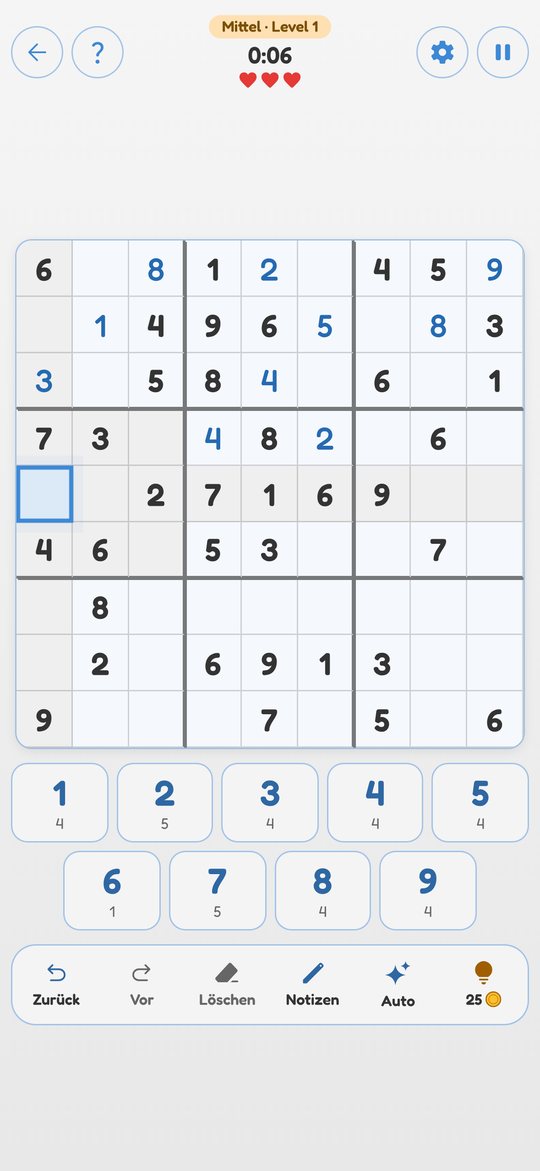 Mittel · Level 1
?
0:06
6 8 1 2 4 5 9
1 4 9 6 5 8 3
3 5 8 4 6 1
7 3 4 8 2 6
2 7 1 6 9
4 6 5 3 7
8
2 6 9 1 3
9 7 5 6
1 2 3 4 5
4 5 4 4 4
6 7 8 9
1 5 4 4
Zurück Vor Löschen Notizen Auto 25